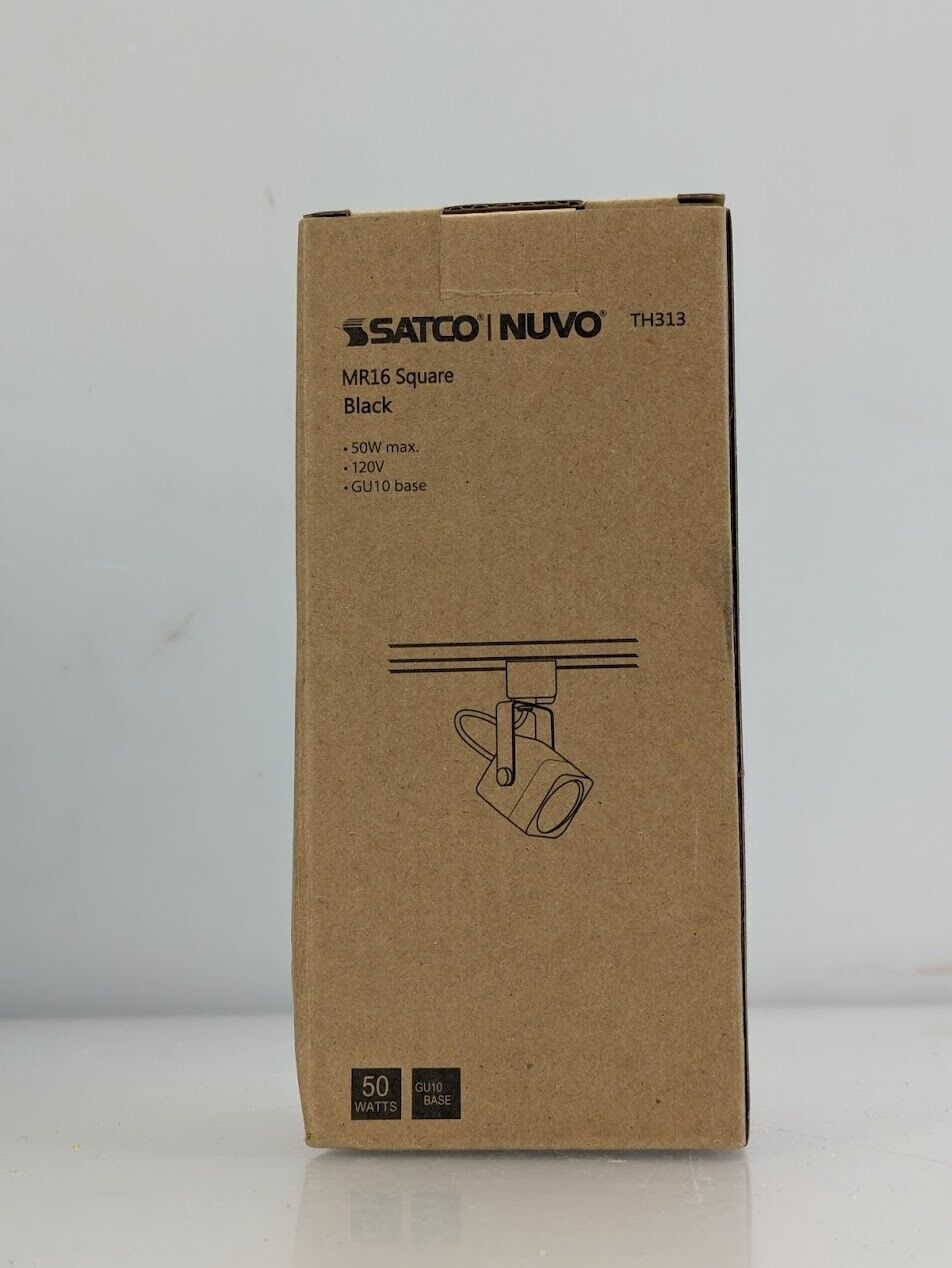 SATCO® | NUVO® TH313
MR16 Square
Black
• 50W max.
• 120V
• GU10 base
50
WATTS
GU10
BASE